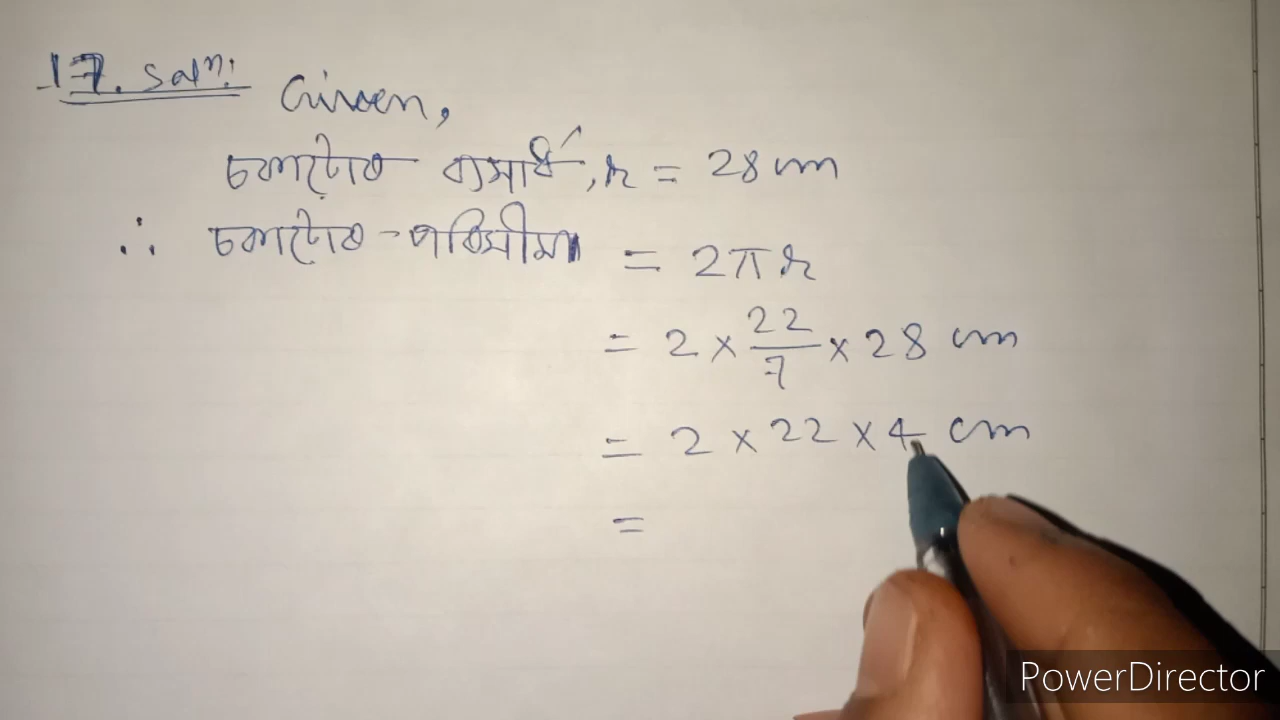 17. Solⁿ: Given,
চকাটোৰ ব্যসাৰ্ধ, r = 28 cm
∴ চকাটোৰ পৰিসীমা = 2πr
= 2 × 22/7 × 28 cm
= 2 × 22 × 4 cm
=
PowerDirector